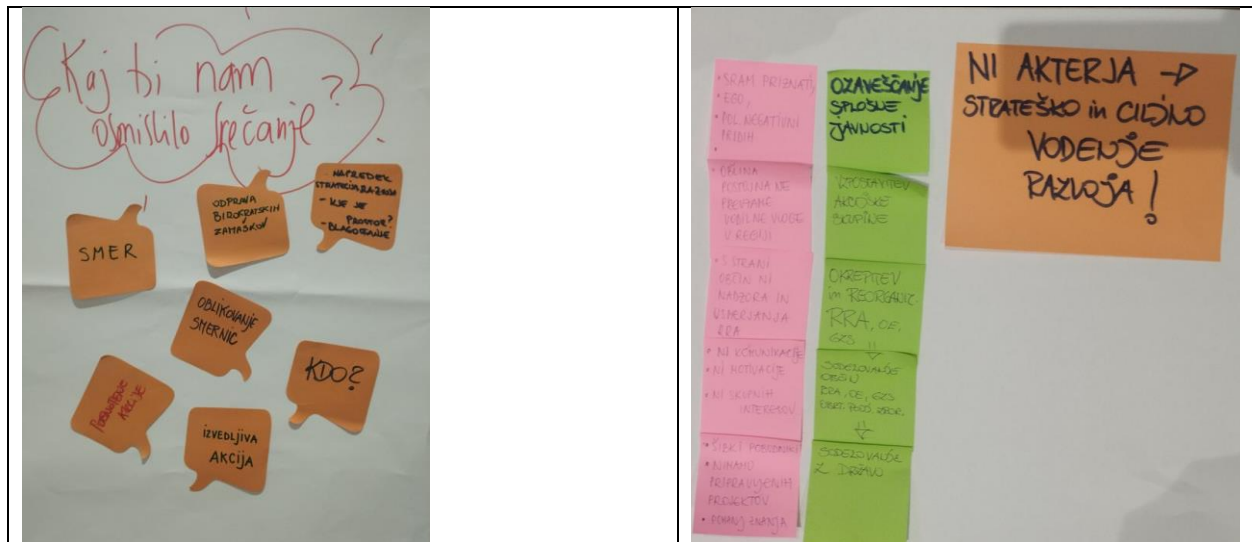 Kaj bi nam
osmislilo srečanje?
SMER
ODPRAVA
BIROKRATSKIH
ZAMAŠKOV
- NAPREDEK
STRATEGIJA RAZVOJA
- KJE JE
PROSTOR?
- BLAGOSTANJE
OBLIKOVANJE
SMERNIC
KDO?
AKCIJE
IZVEDLJIVA
AKCIJA
• SRAM PRIZNATI,
• EGO,
• POL. NEGATIVNI
PRIDIH
• OBČINA
POSTOJNA NE
PREVZAME
VODILNE VLOGE
V REGIJI
• S STRANI
OBČIN NI
NADZORA IN
USMERJANJA
RRA
• NI KOMUNIKACIJE
• NI MOTIVACIJE
• NI SKUPNIH
INTERESOV
• ŠIBKI
• NIMAMO
PRIPRAVLJENIH
PROJEKTOV
• ZNANJA
OZAVEŠČANJE
SPLOŠNE
JAVNOSTI
VZPOSTAVITEV
AKCIJSKE
SKUPINE
OKREPITEV
in REORGANIZ.
RRA, OE,
GZS
SODELOVANJE
OBČIN
RRA, OE, GZS
SODELOVANJE
Z DRŽAVO
NI AKTERJA →
STRATEŠKO in CILJNO
VODENJE
RAZVOJA!